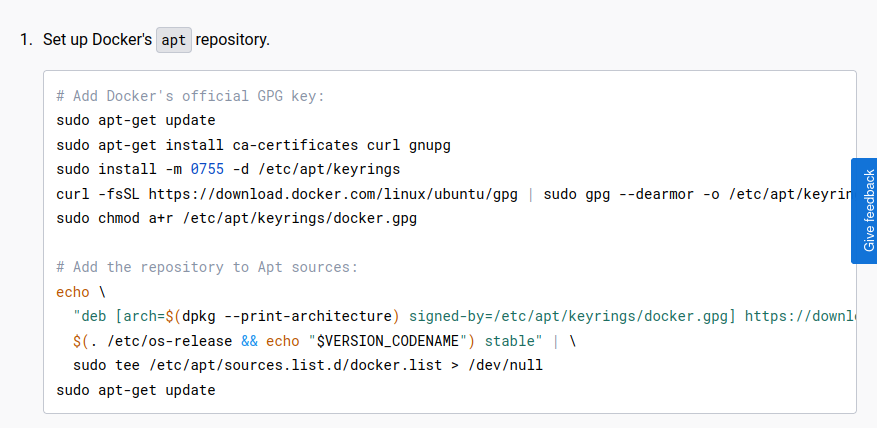 1. Set up Docker's apt repository.
# Add Docker's official GPG key:
sudo apt-get update
sudo apt-get install ca-certificates curl gnupg
sudo install -m 0755 -d /etc/apt/keyrings
curl -fsSL https://download.docker.com/linux/ubuntu/gpg | sudo gpg --dearmor -o /etc/apt/keyrin
sudo chmod a+r /etc/apt/keyrings/docker.gpg
# Add the repository to Apt sources:
echo \
"deb [arch=$(dpkg --print-architecture) signed-by=/etc/apt/keyrings/docker.gpg] https://downl
$(. /etc/os-release && echo "$VERSION_CODENAME") stable" | \
sudo tee /etc/apt/sources.list.d/docker.list > /dev/null
sudo apt-get update
Give feedback